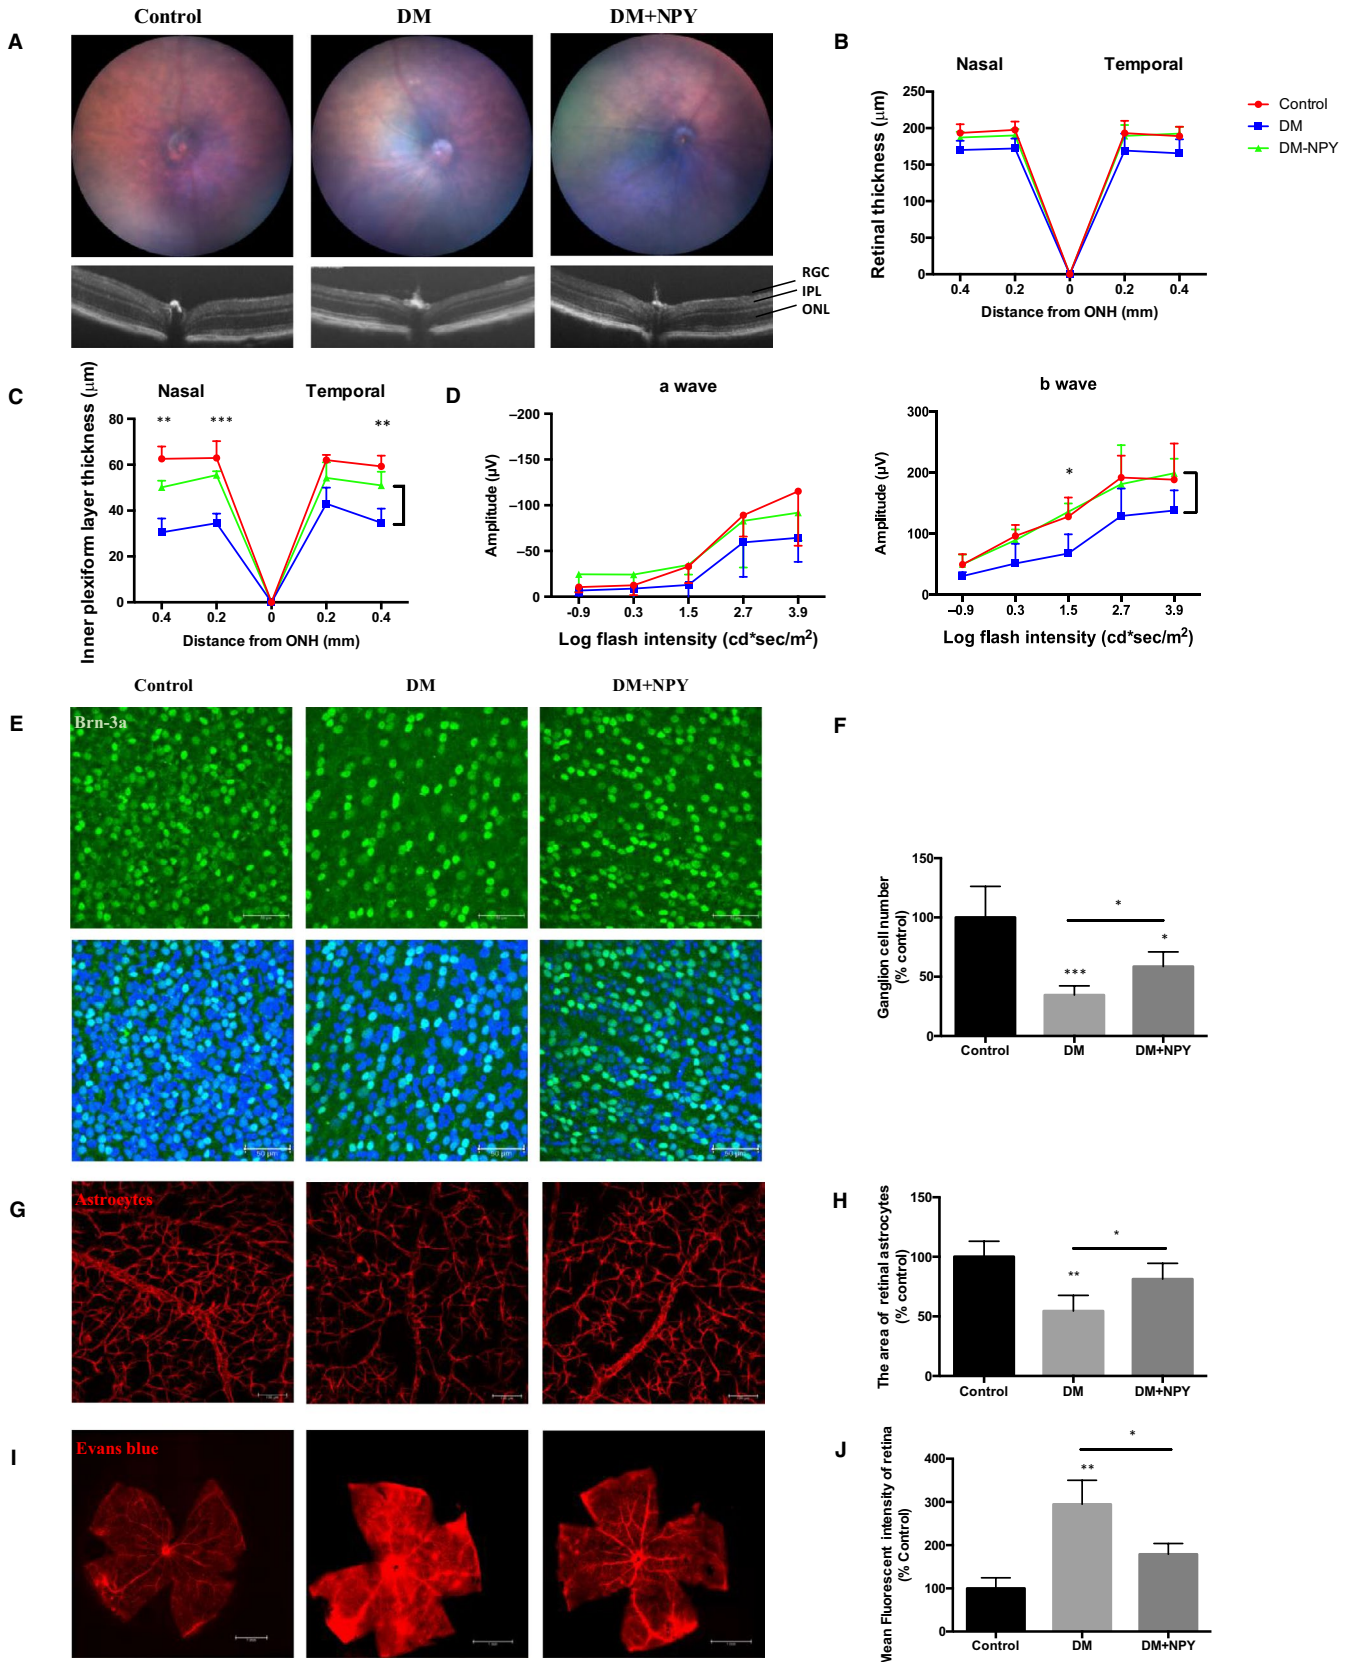 Control DM DM+NPY
A
RGC
IPL
ONL
B
Nasal Temporal
Retinal thickness (μm)
250
200
150
100
50
0
0.4 0.2 0 0.2 0.4
Distance from ONH (mm)
Control
DM
DM-NPY
C
Nasal Temporal
Inner plexiform layer thickness (μm)
** *** **
80
60
40
20
0
0.4 0.2 0 0.2 0.4
Distance from ONH (mm)
D
a wave
Amplitude (μV)
−200
−150
−100
−50
0
-0.9 0.3 1.5 2.7 3.9
Log flash intensity (cd*sec/m²)
b wave
Amplitude (μV)
*
300
200
100
0
−0.9 0.3 1.5 2.7 3.9
Log flash intensity (cd*sec/m²)
Control DM DM+NPY
E
Brn-3a
50 μm 50 μm 50 μm
F
Ganglion cell number
(% control)
150
100
50
0
*
***
*
Control DM DM+NPY
G
Astrocytes
H
The area of retinal astrocytes
(% control)
150
100
50
0
*
**
Control DM DM+NPY
I
Evans blue
J
Mean Fluorescent intensity of retina
(% Control)
400
300
200
100
0
*
**
Control DM DM+NPY